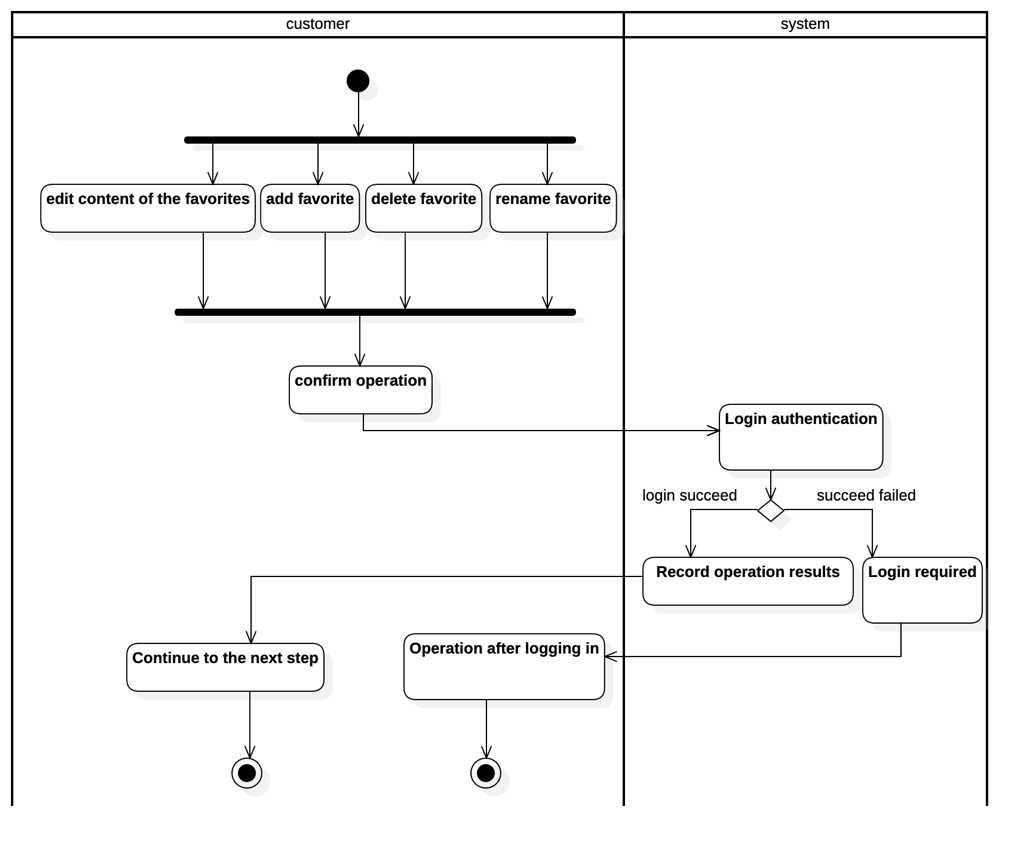 customer
system
edit content of the favorites
add favorite
delete favorite
rename favorite
confirm operation
Login authentication
login succeed
succeed failed
Record operation results
Login required
Continue to the next step
Operation after logging in